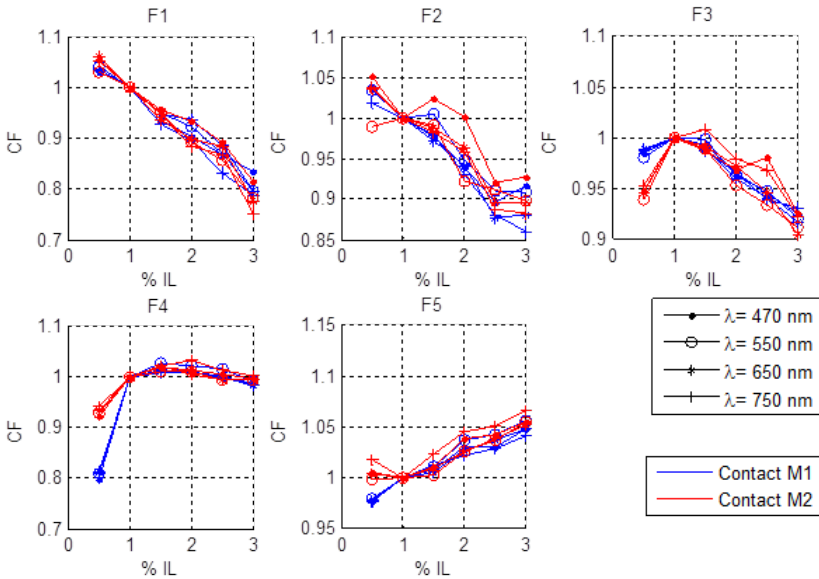 F1
1.1
1
0.9
0.8
0.7
CF
0 1 2 3
% IL
F2
1.1
1.05
1
0.95
0.9
0.85
CF
0 1 2 3
% IL
F3
1.1
1.05
1
0.95
0.9
CF
0 1 2 3
% IL
F4
1.1
1
0.9
0.8
0.7
CF
0 1 2 3
% IL
F5
1.15
1.1
1.05
1
0.95
CF
0 1 2 3
% IL
λ= 470 nm
λ= 550 nm
λ= 650 nm
λ= 750 nm
Contact M1
Contact M2